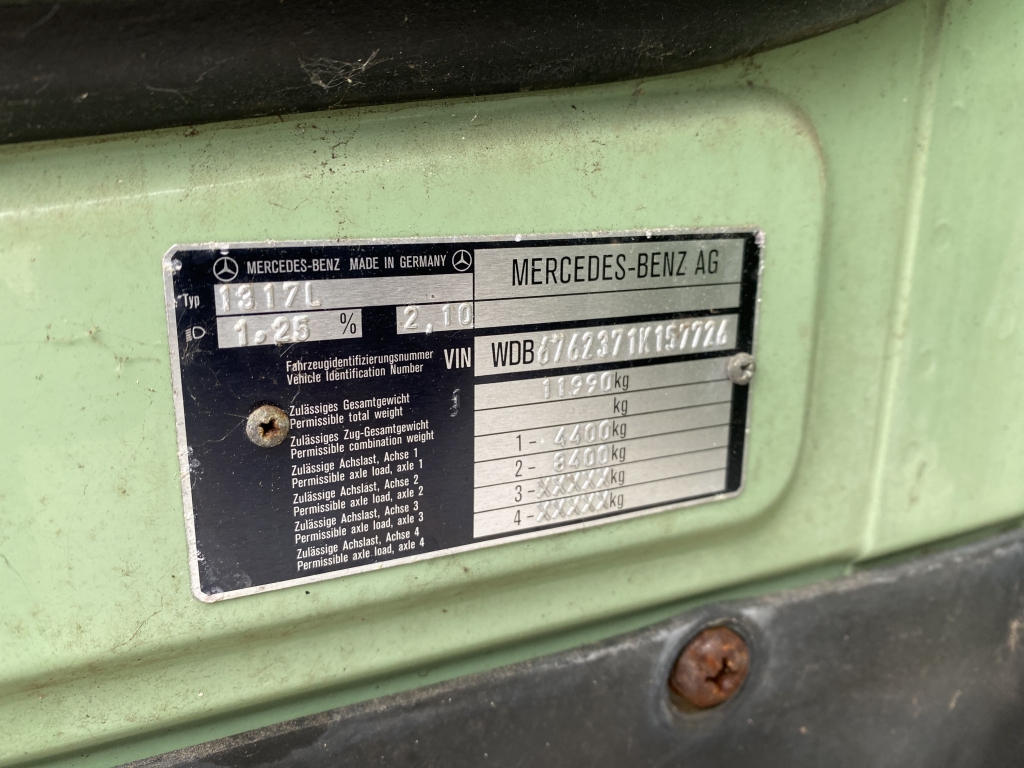 MERCEDES-BENZ MADE IN GERMANY
MERCEDES-BENZ AG
Typ 1317L
1,25 % 2,10
Fahrzeugidentifizierungsnummer
Vehicle Identification Number
VIN WDB6762371K157726
Zulässiges Gesamtgewicht
Permissible total weight
11990 kg
Zulässiges Zug-Gesamtgewicht
Permissible combination weight
kg
Zulässige Achslast, Achse 1
Permissible axle load, axle 1
1- 4400 kg
Zulässige Achslast, Achse 2
Permissible axle load, axle 2
2- 8400 kg
Zulässige Achslast, Achse 3
Permissible axle load, axle 3
3- XXXXX kg
Zulässige Achslast, Achse 4
Permissible axle load, axle 4
4- XXXXX kg